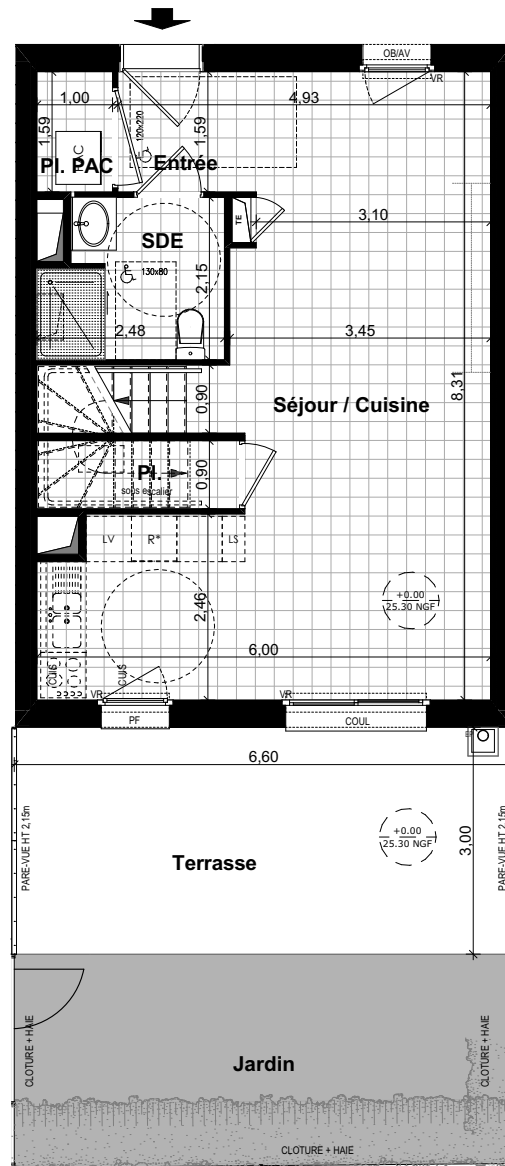 OB/AV
VR
1,00
4,93
1,59
120x220
1,59
PAC
Pl. PAC
Entrée
TE
3,10
SDE
130x80
2,15
2,48
3,45
8,31
0,90
Séjour / Cuisine
Pl.
sous escalier
0,90
LV
R*
LS
2,46
+0.00
25.30 NGF
6,00
CUIS
CUIS
VR
VR
PF
COUL
6,60
PARE-VUE HT 2,15m
+0.00
25.30 NGF
3,00
PARE-VUE HT 2,15m
Terrasse
CLOTURE + HAIE
CLOTURE + HAIE
Jardin
CLOTURE + HAIE